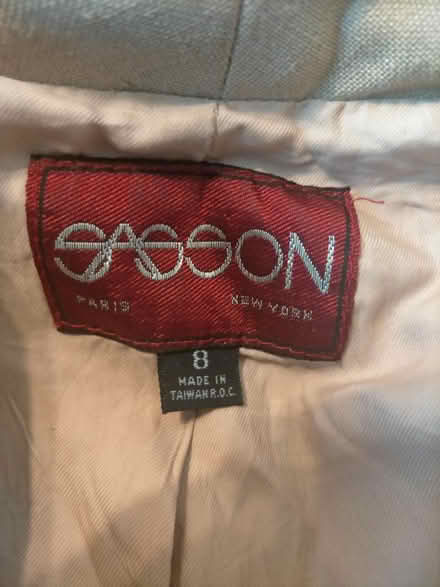 SASSON
PARIS NEW YORK
8
MADE IN
TAIWAN R.O.C.